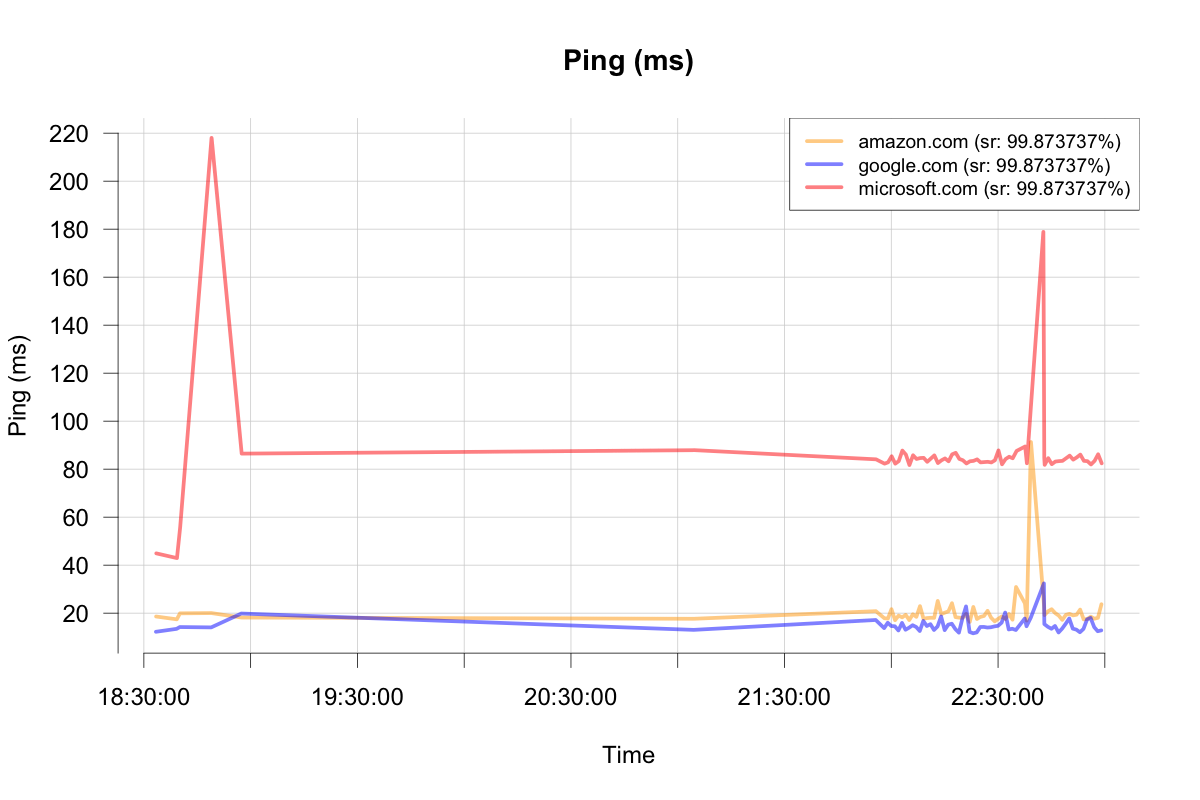 Ping (ms)
amazon.com (sr: 99.873737%)
google.com (sr: 99.873737%)
microsoft.com (sr: 99.873737%)
220
200
180
160
140
120
100
80
60
40
20
Ping (ms)
18:30:00 19:30:00 20:30:00 21:30:00 22:30:00
Time